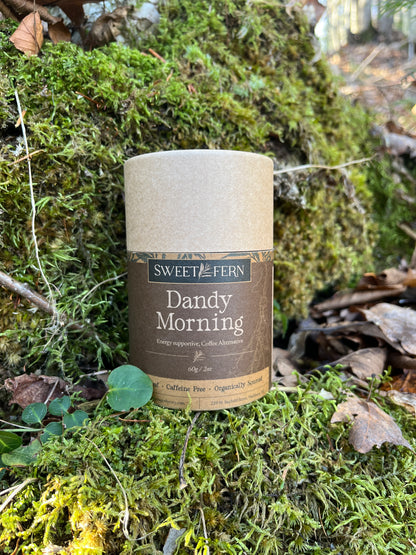 SWEET FERN
Dandy
Morning
Energy supportive, Coffee Alternative
60g / 2oz
· Caffeine Free · Organically Sourced